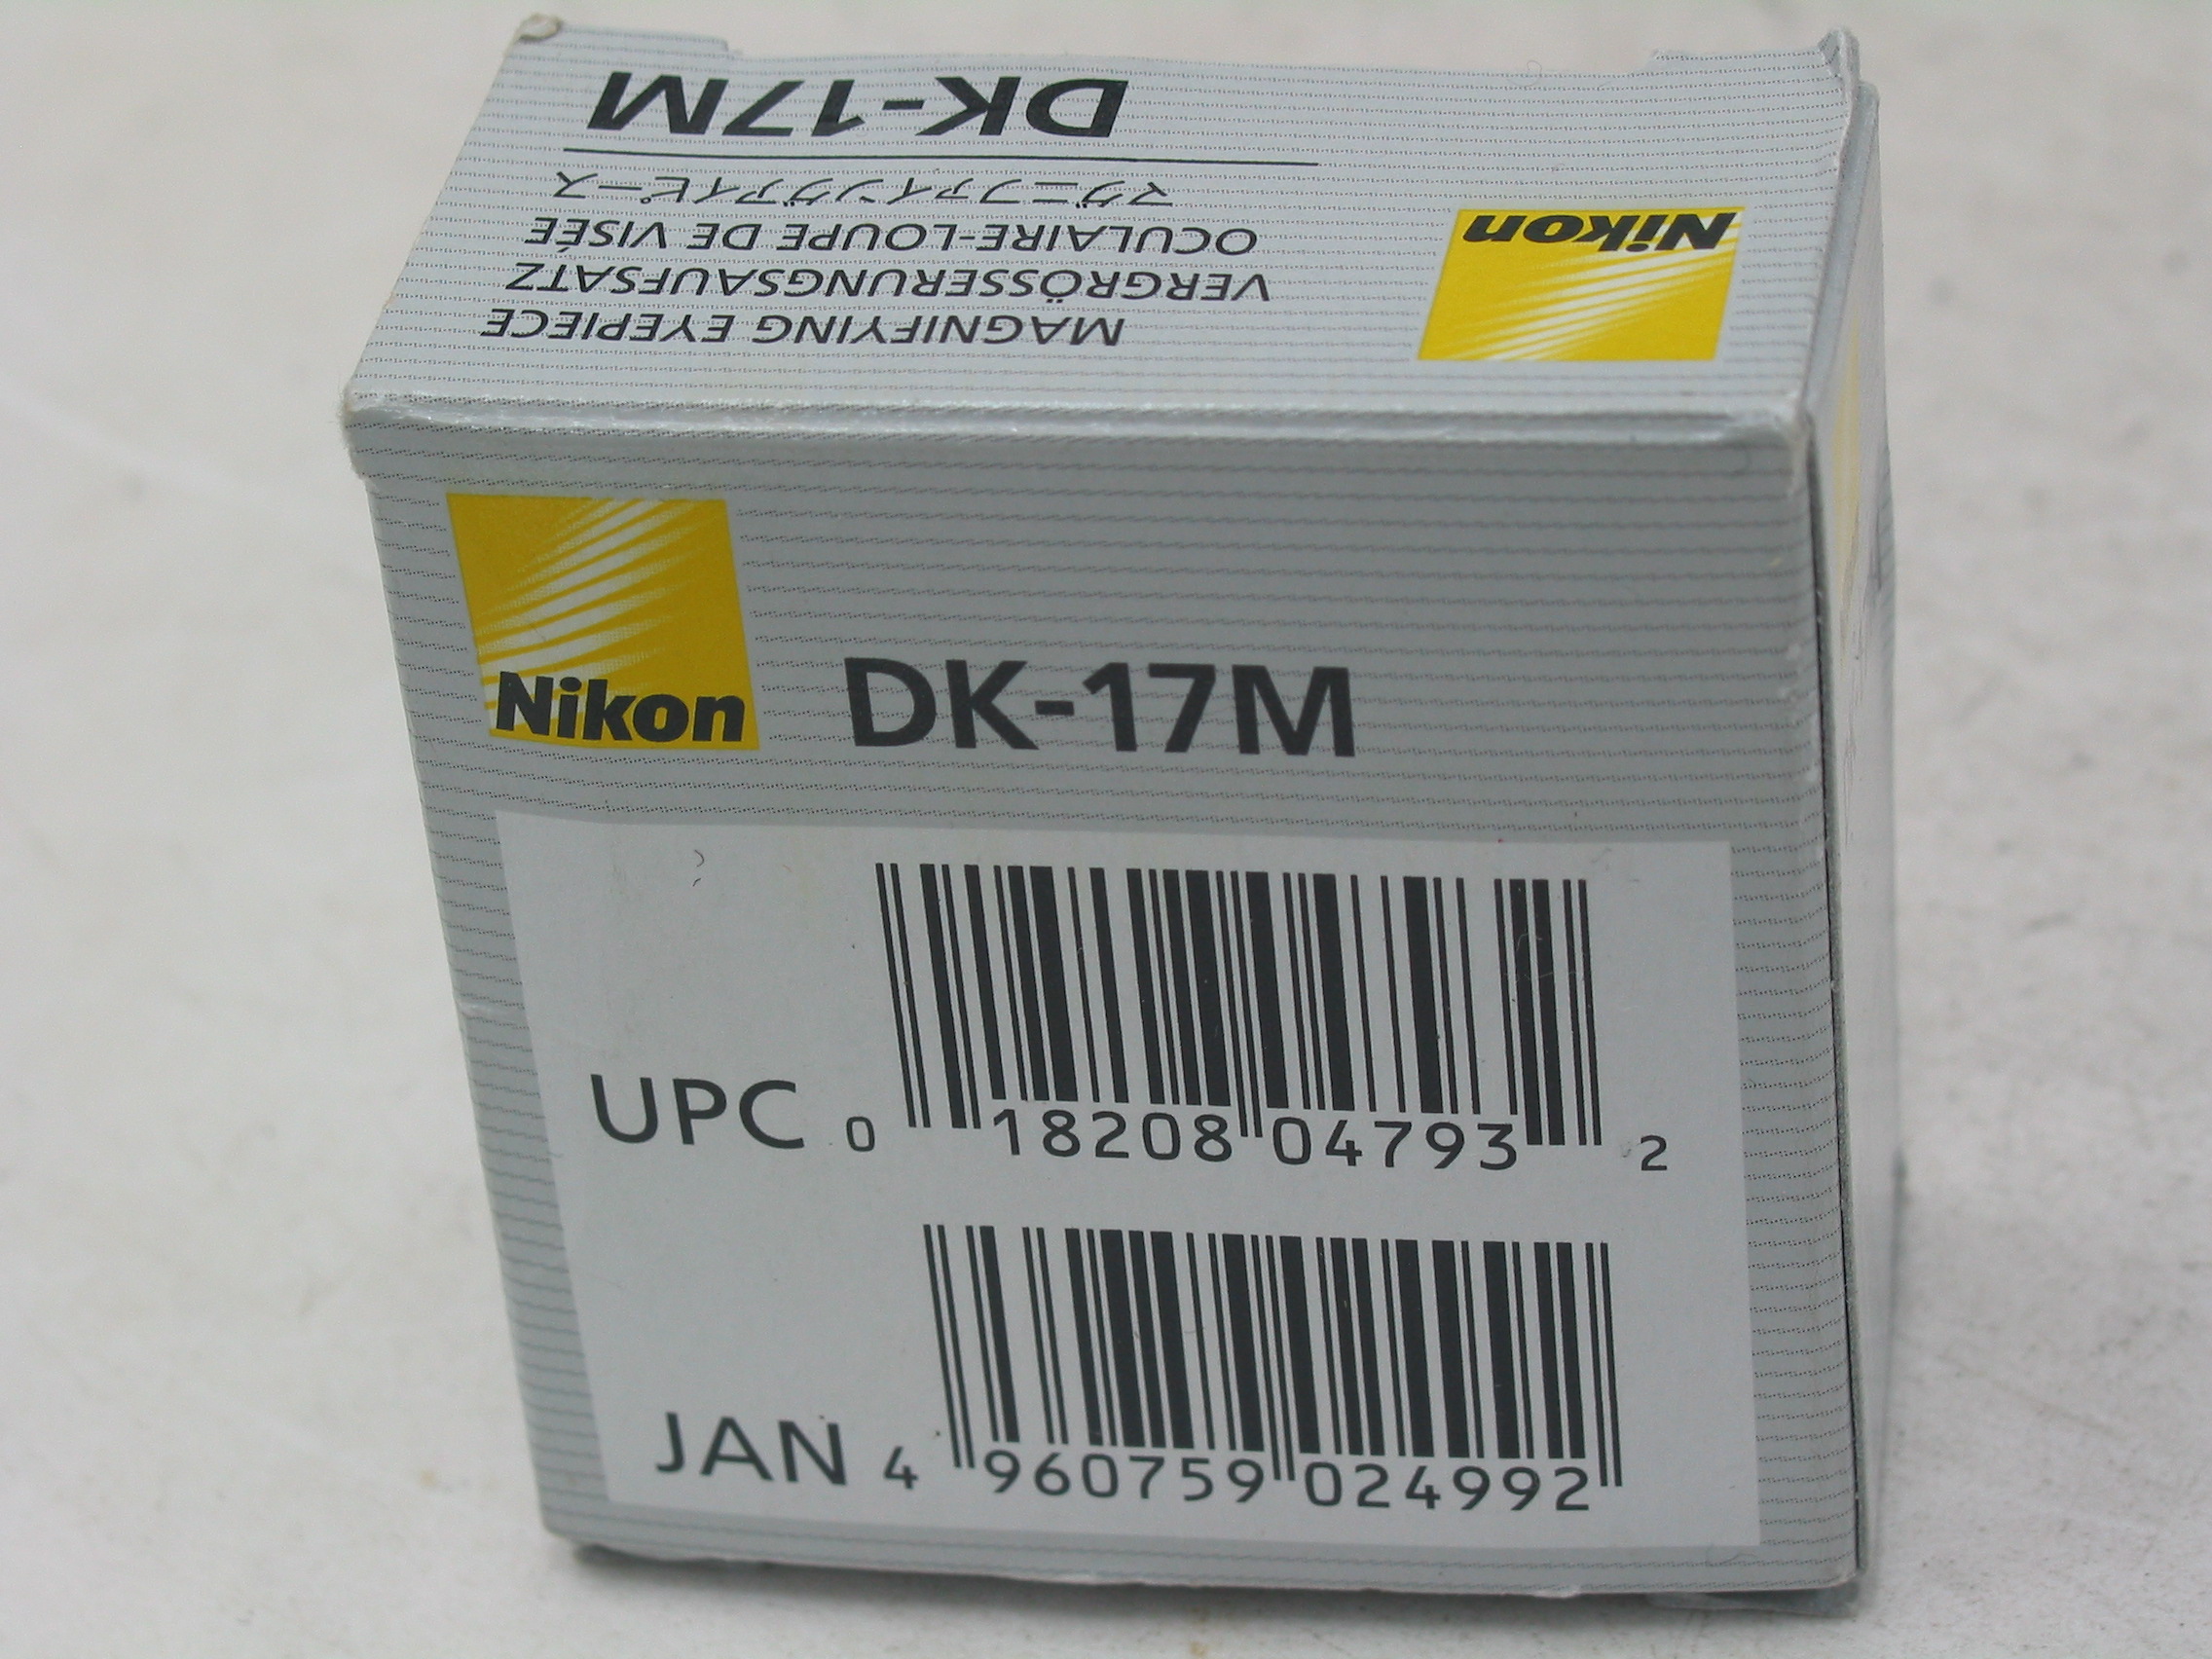 DK-17M
マグニファイングアイピース
OCULAIRE-LOUPE DE VISÉE
VERGRÖSSERUNGSAUFSATZ
MAGNIFYING EYEPIECE
Nikon
Nikon
DK-17M
UPC 0 18208 04793 2
JAN 4 960759 024992